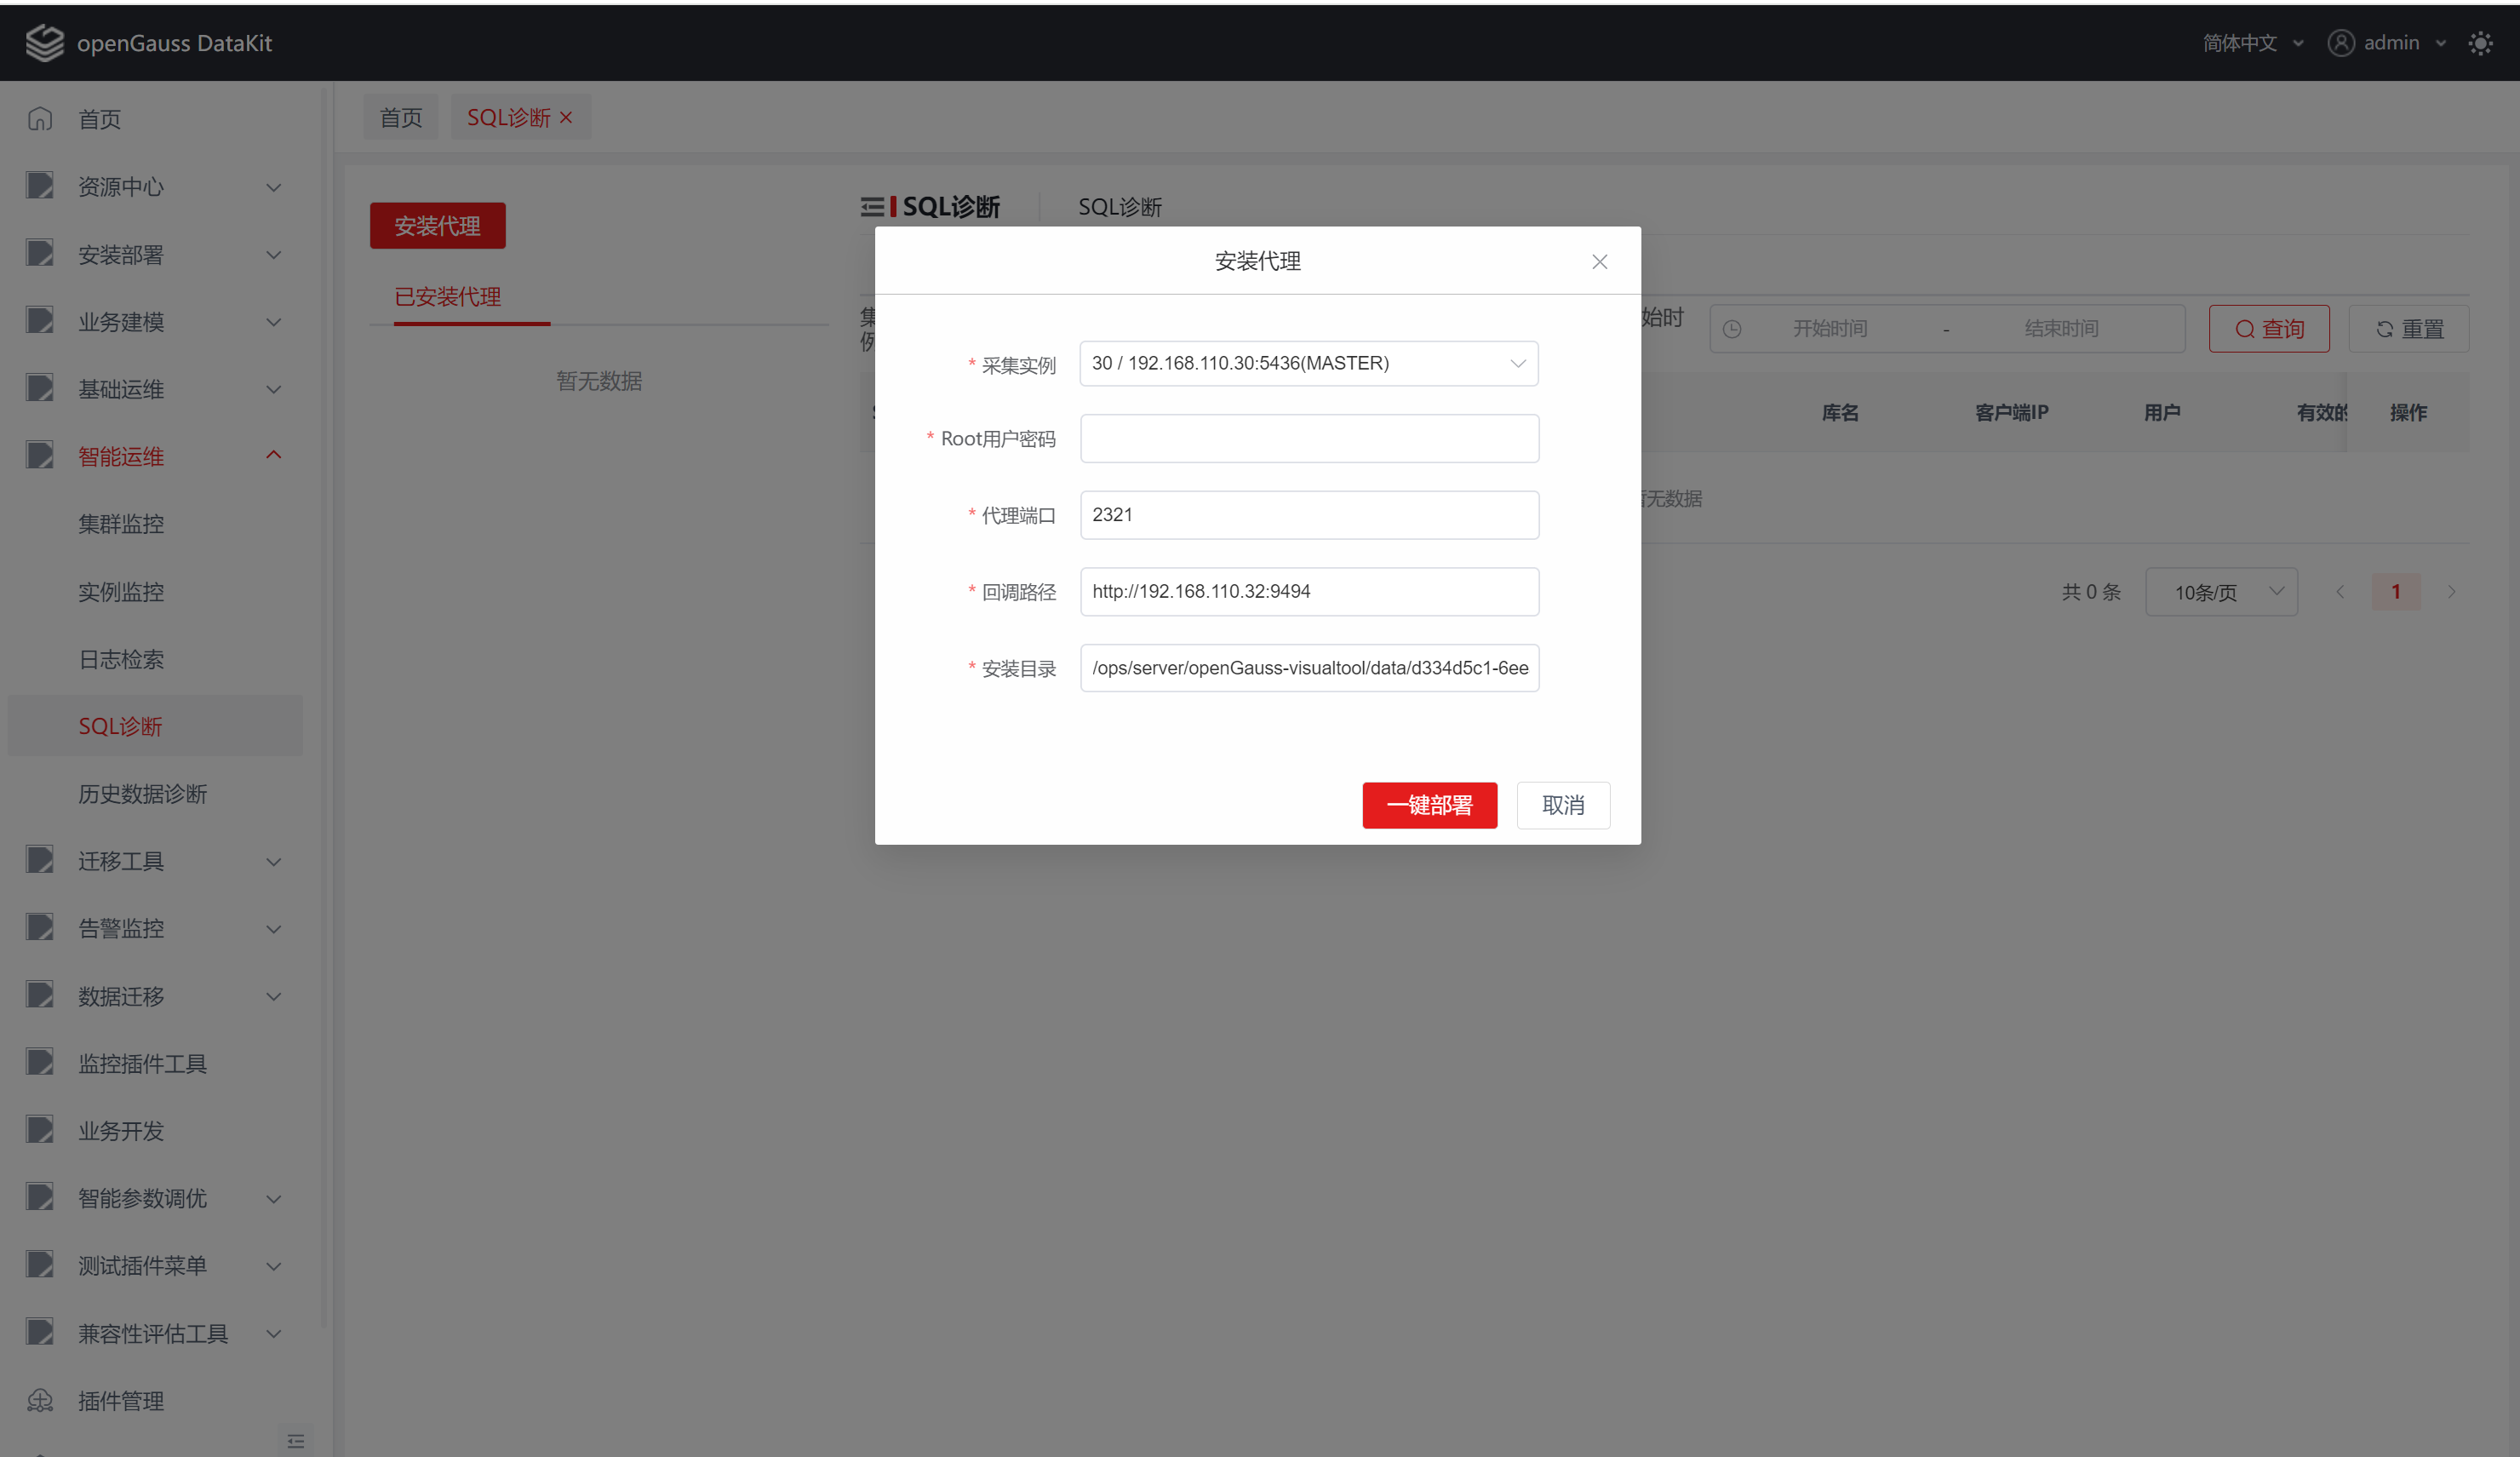 openGauss DataKit
简体中文
admin
首页
资源中心
安装部署
业务建模
基础运维
智能运维
集群监控
实例监控
日志检索
SQL诊断
历史数据诊断
迁移工具
告警监控
数据迁移
监控插件工具
业务开发
智能参数调优
测试插件菜单
兼容性评估工具
插件管理
首页
SQL诊断
安装代理
已安装代理
暂无数据
SQL诊断
SQL诊断
始时
开始时间 - 结束时间
查询
重置
库名
客户端IP
用户
有效的
操作
无数据
共 0 条
10条/页
1
安装代理
* 采集实例
30 / 192.168.110.30:5436(MASTER)
* Root用户密码
* 代理端口
2321
* 回调路径
http://192.168.110.32:9494
* 安装目录
/ops/server/openGauss-visualtool/data/d334d5c1-6ee
一键部署
取消